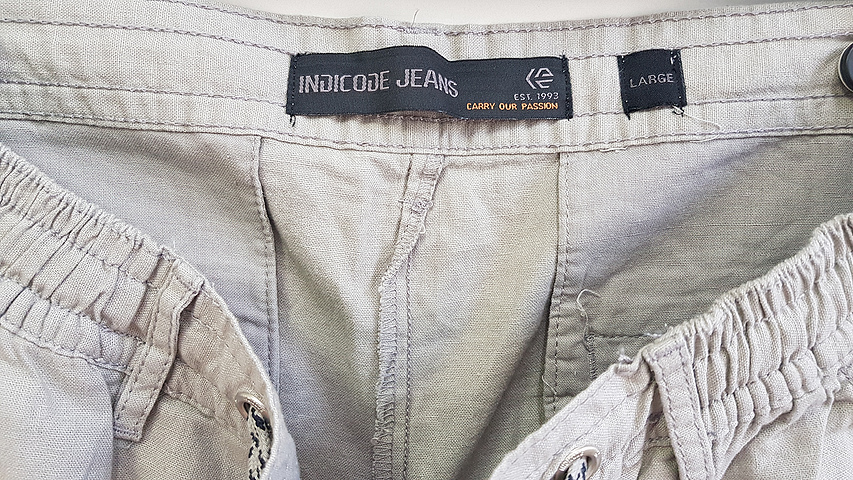 INDICODE JEANS
EST. 1993
CARRY OUR PASSION
LARGE